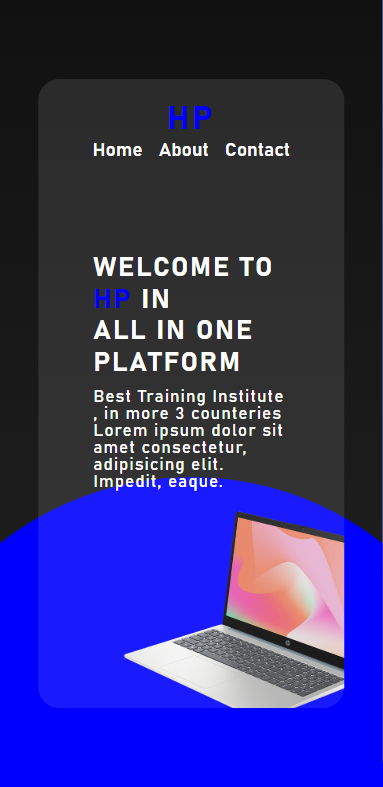 HP
Home About Contact
WELCOME TO
HP IN
ALL IN ONE
PLATFORM
Best Training Institute
, in more 3 counteries
Lorem ipsum dolor sit
amet consectetur,
adipisicing elit.
Impedit, eaque.